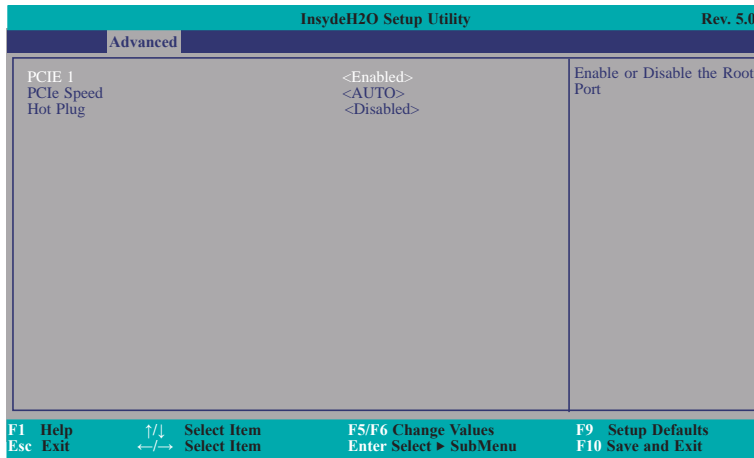 InsydeH2O Setup Utility Rev. 5.0
Advanced
PCIE 1 <Enabled>
PCIe Speed <AUTO>
Hot Plug <Disabled>
Enable or Disable the Root
Port
F1 Help ↑/↓ Select Item F5/F6 Change Values F9 Setup Defaults
Esc Exit ←/→ Select Item Enter Select ► SubMenu F10 Save and Exit